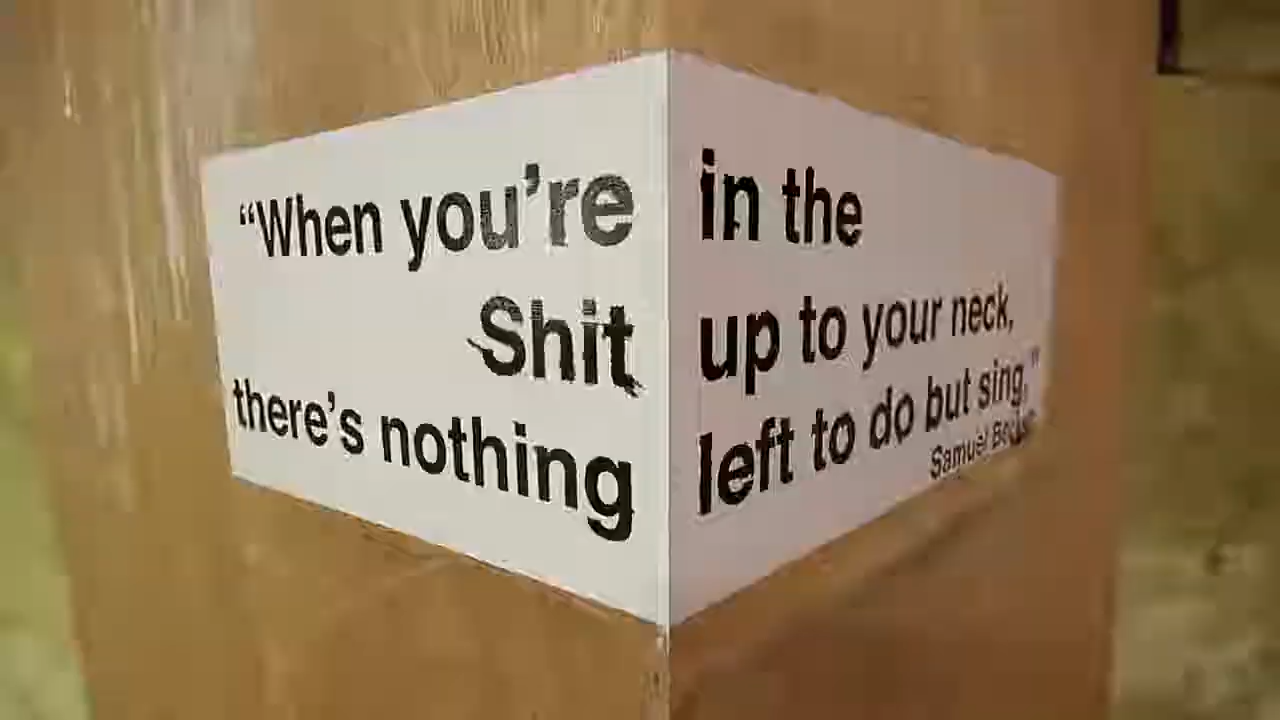 “When you’re in the
Shit up to your neck,
there’s nothing left to do but sing,”
Samuel